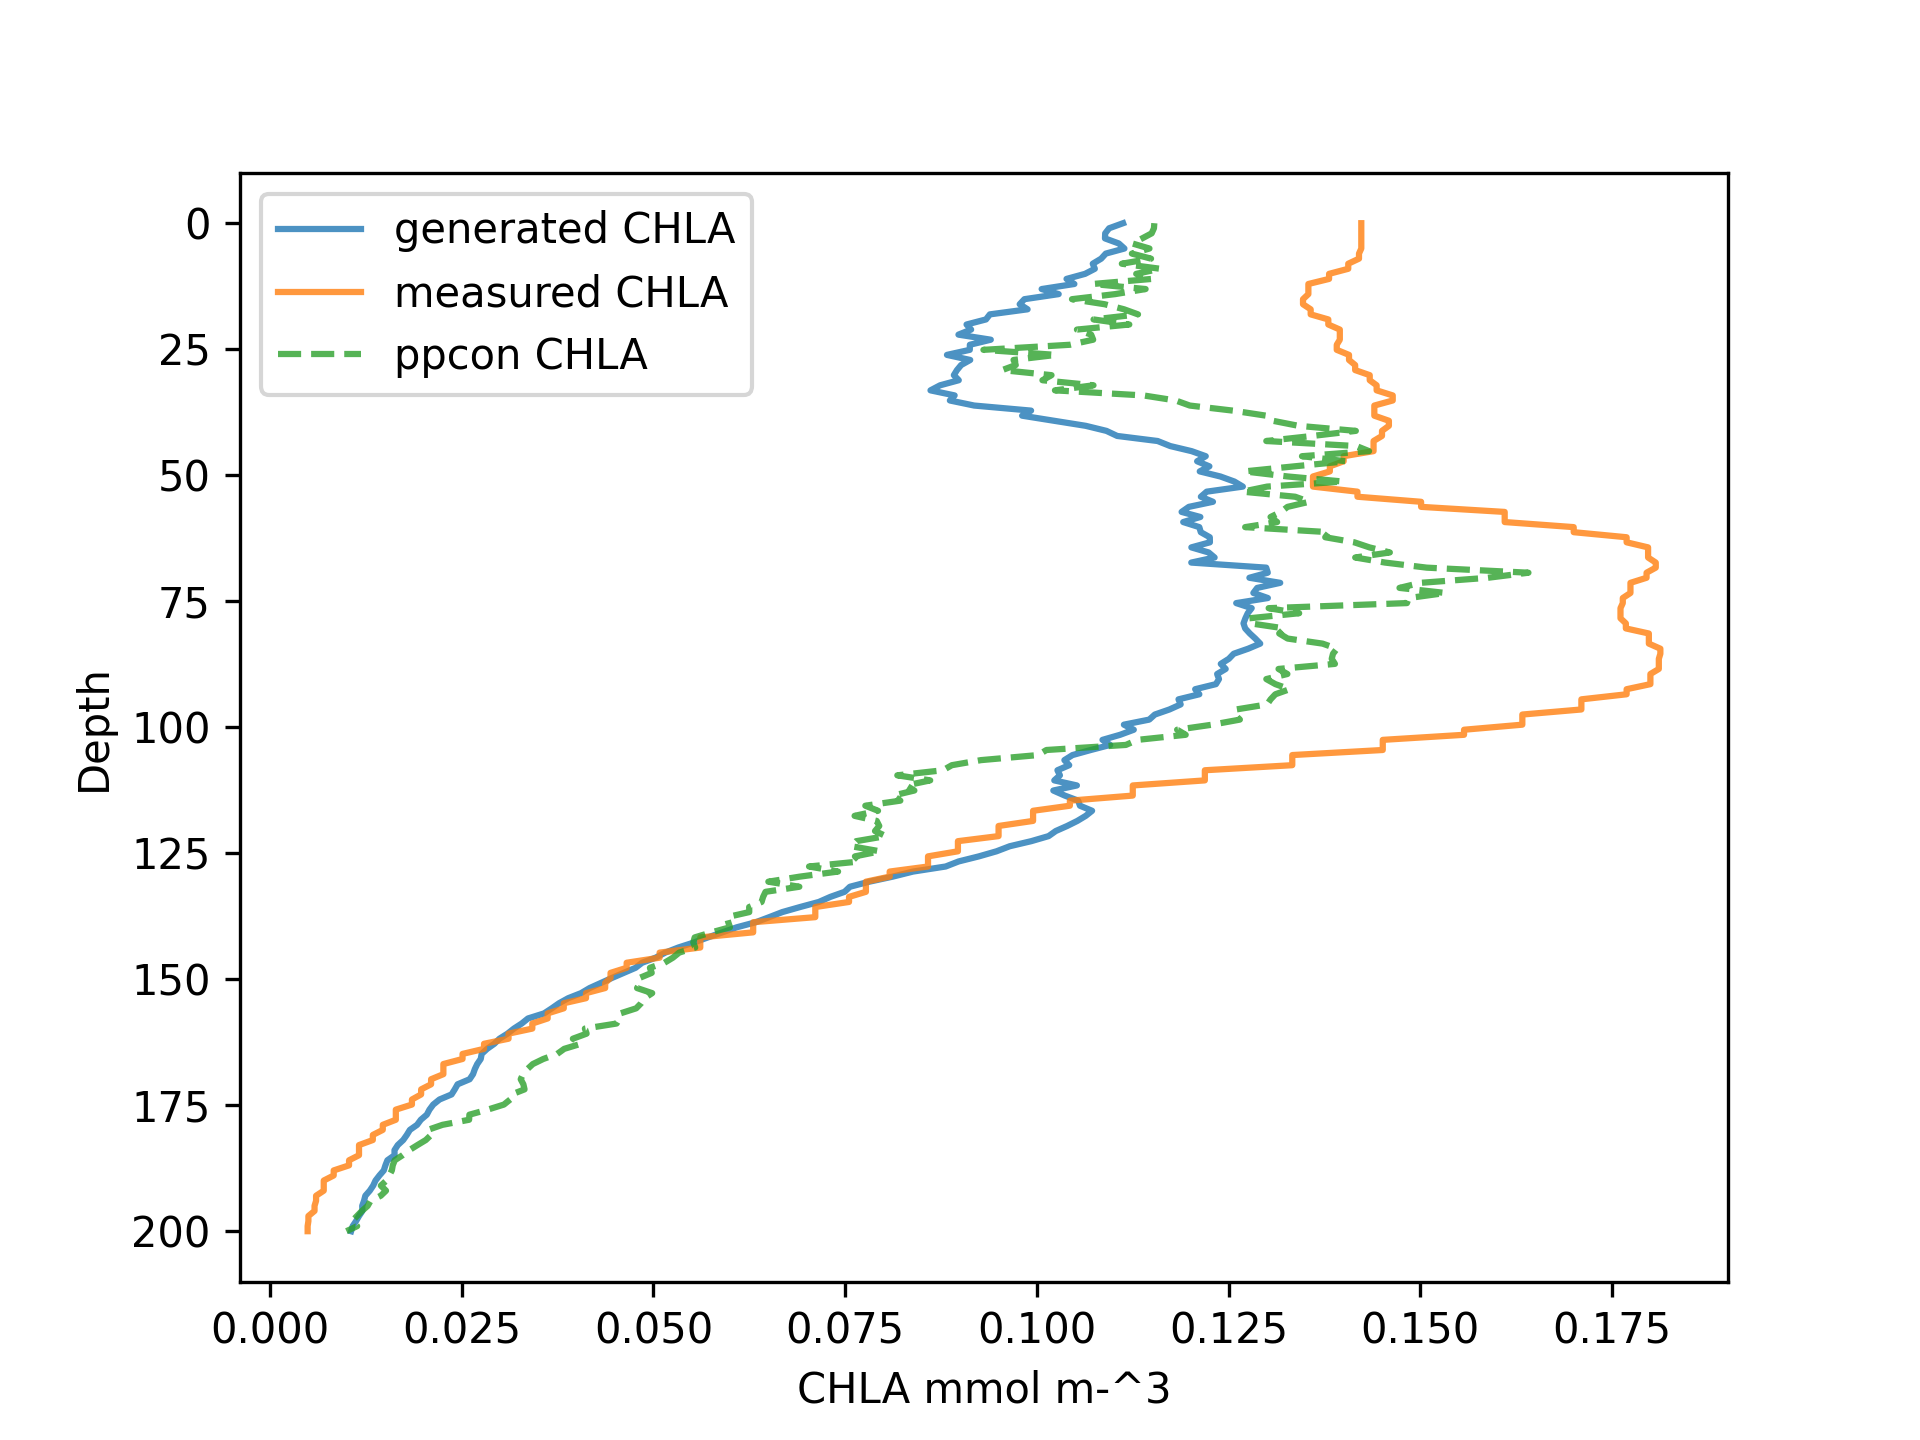 generated CHLA
measured CHLA
ppcon CHLA
0
25
50
75
100
125
150
175
200
Depth
0.000 0.025 0.050 0.075 0.100 0.125 0.150 0.175
CHLA mmol m-^3